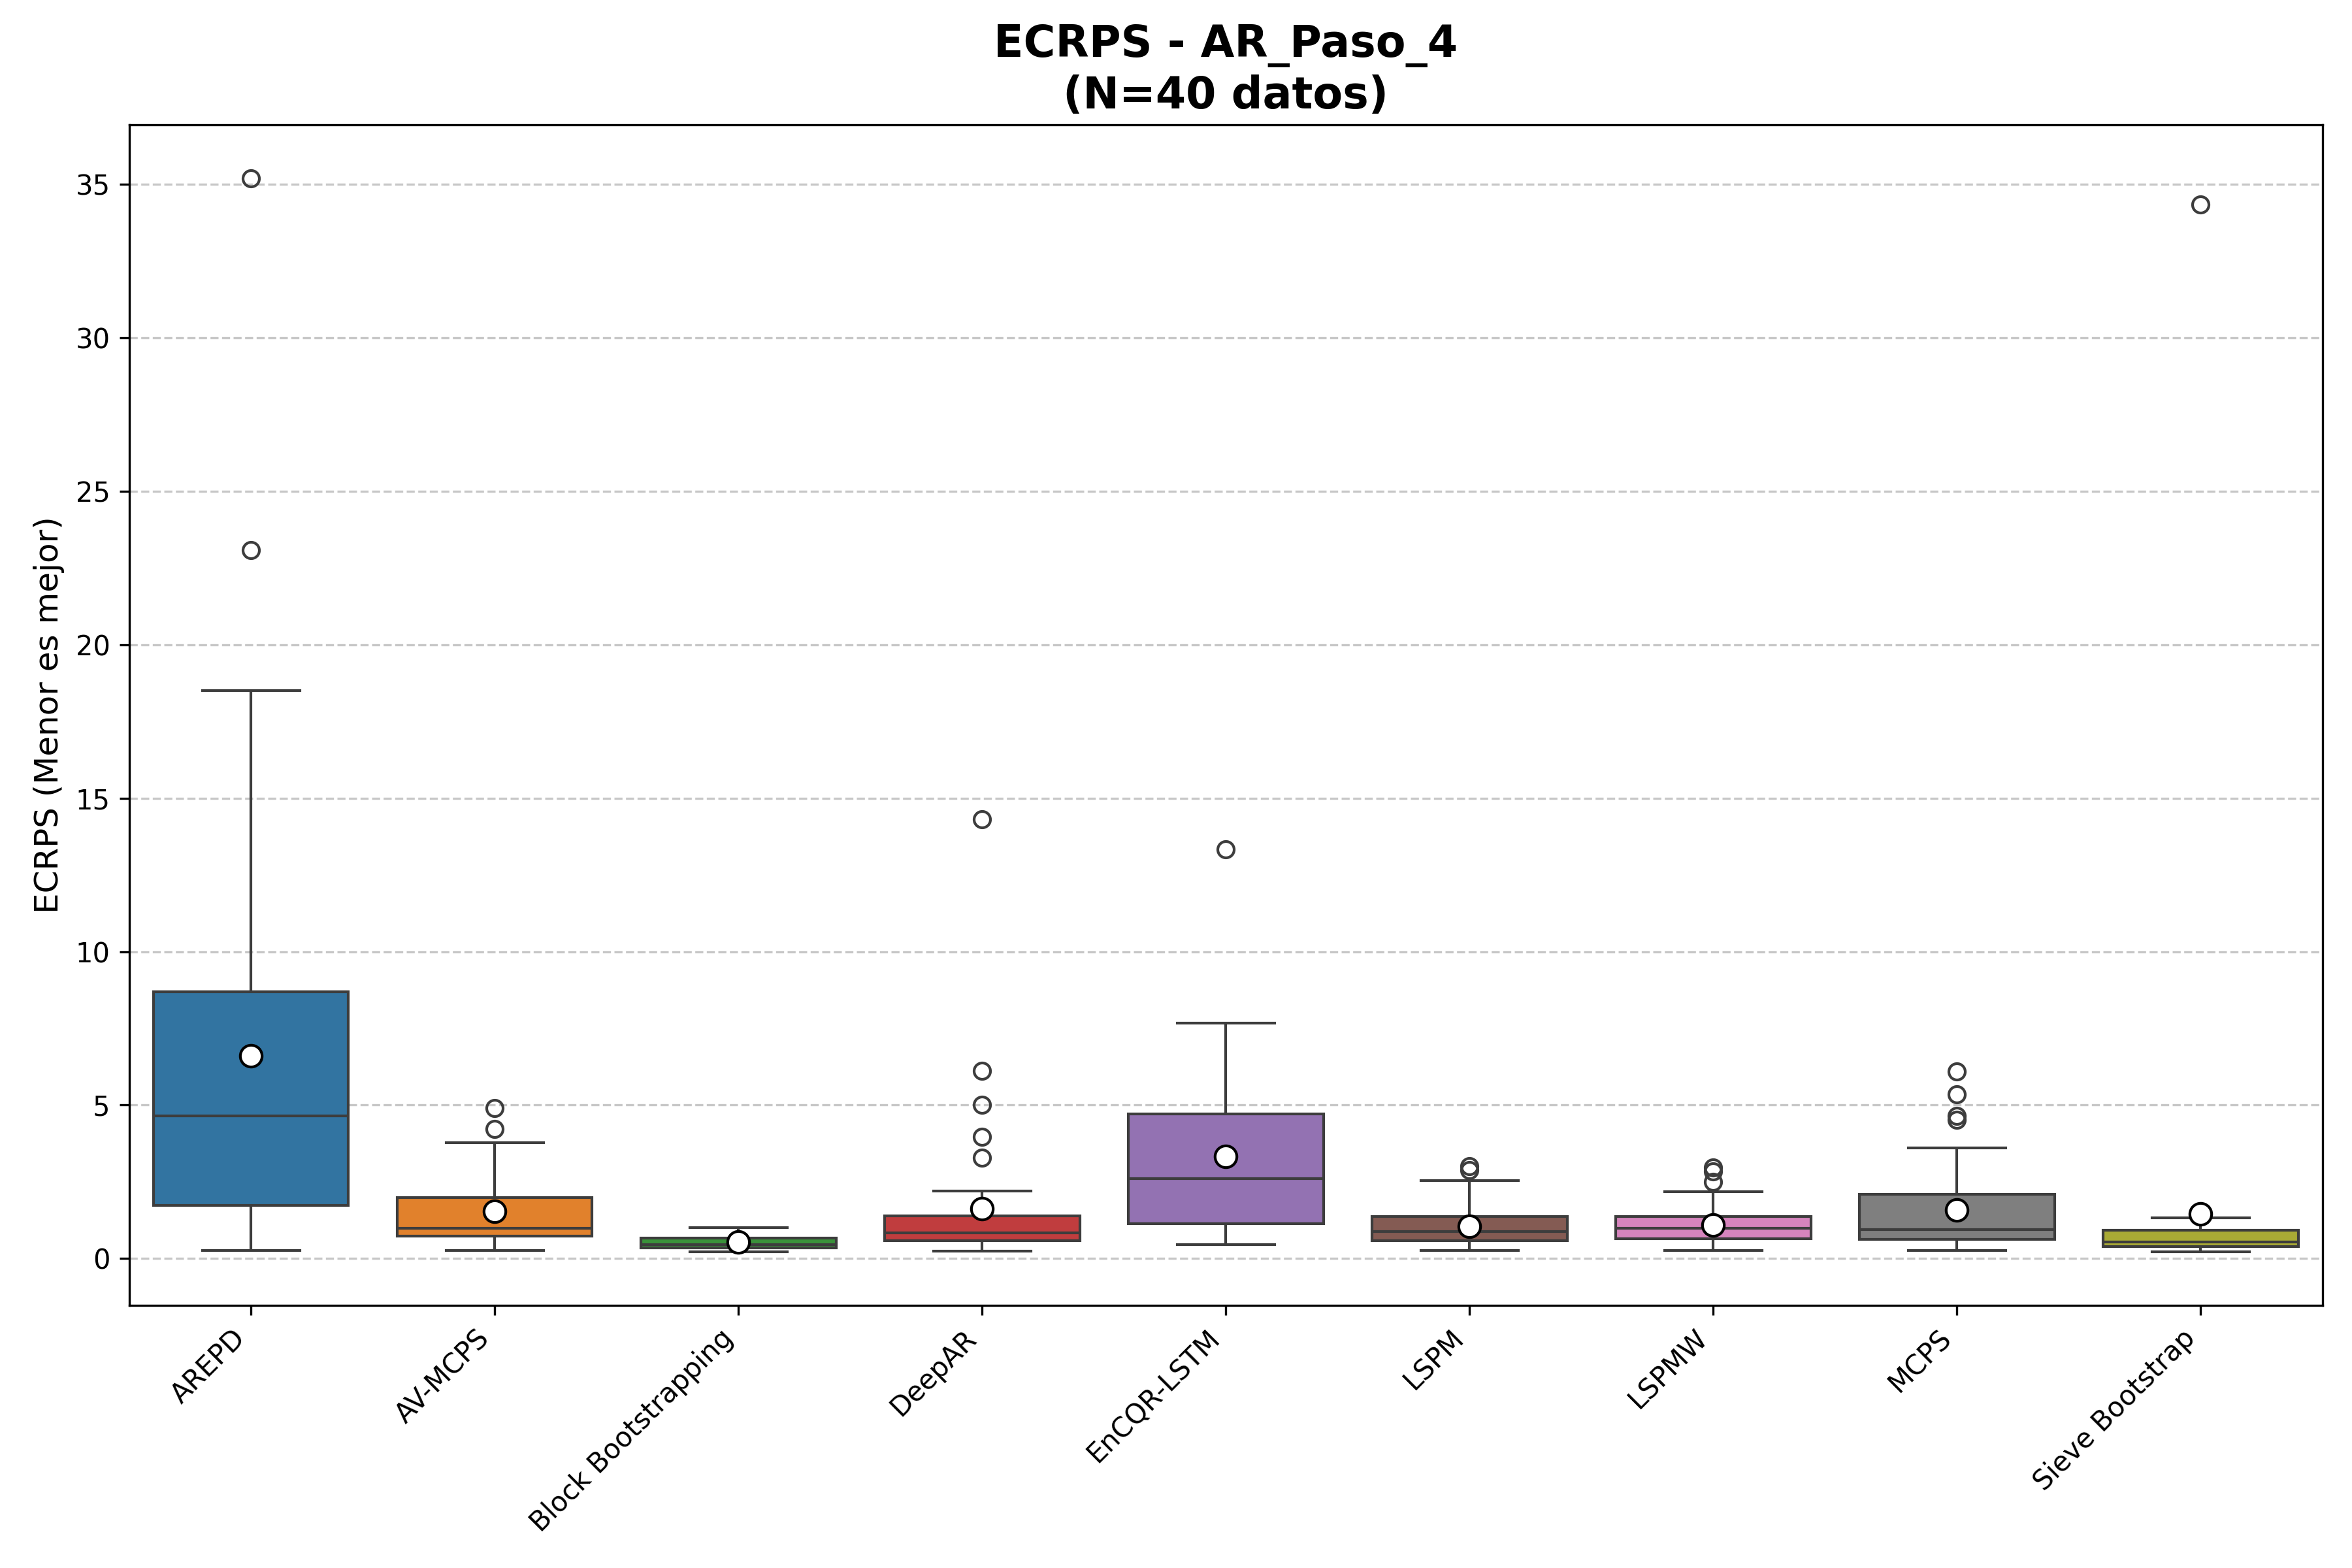 ECRPS - AR_Paso_4
(N=40 datos)
ECRPS (Menor es mejor)
35
30
25
20
15
10
5
0
AREPD
AV-MCPS
Block Bootstrapping
DeepAR
EnCQR-LSTM
LSPM
LSPMW
MCPS
Sieve Bootstrap